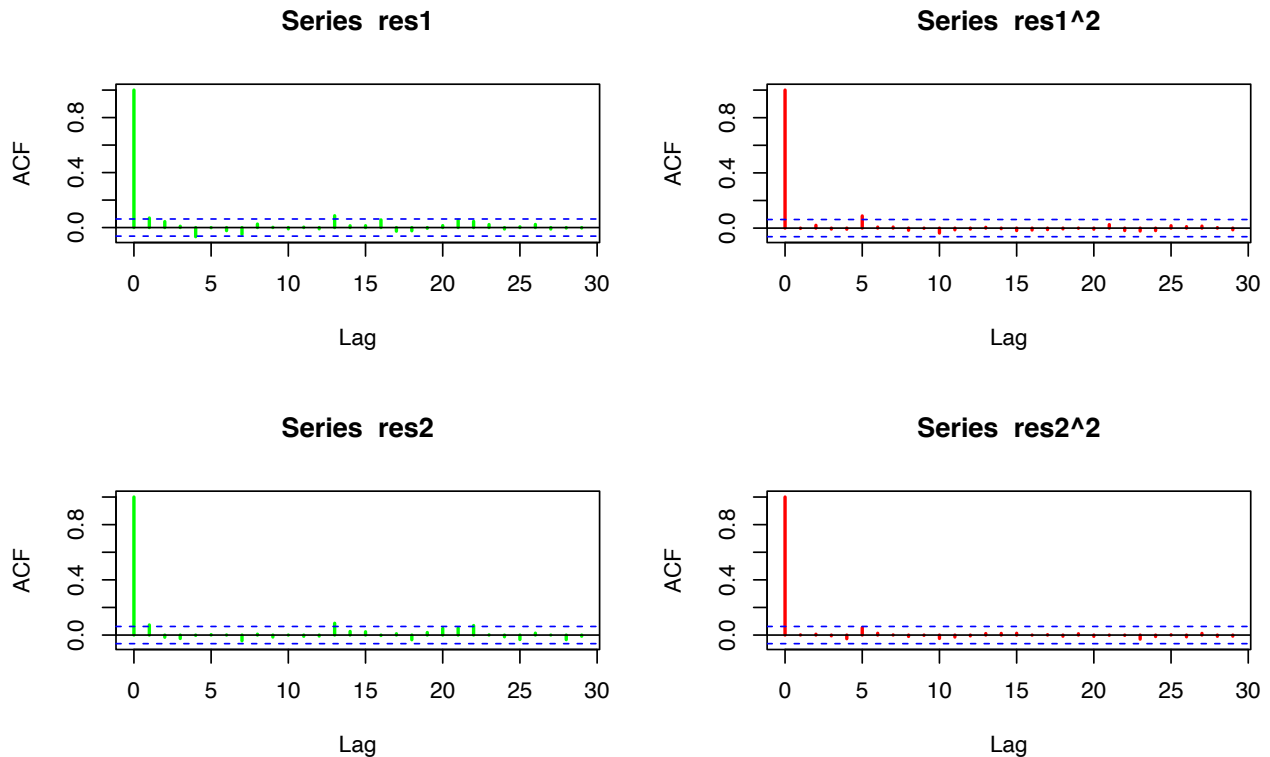 Series res1
ACF
0.0 0.4 0.8
0 5 10 15 20 25 30
Lag
Series res1^2
ACF
0.0 0.4 0.8
0 5 10 15 20 25 30
Lag
Series res2
ACF
0.0 0.4 0.8
0 5 10 15 20 25 30
Lag
Series res2^2
ACF
0.0 0.4 0.8
0 5 10 15 20 25 30
Lag